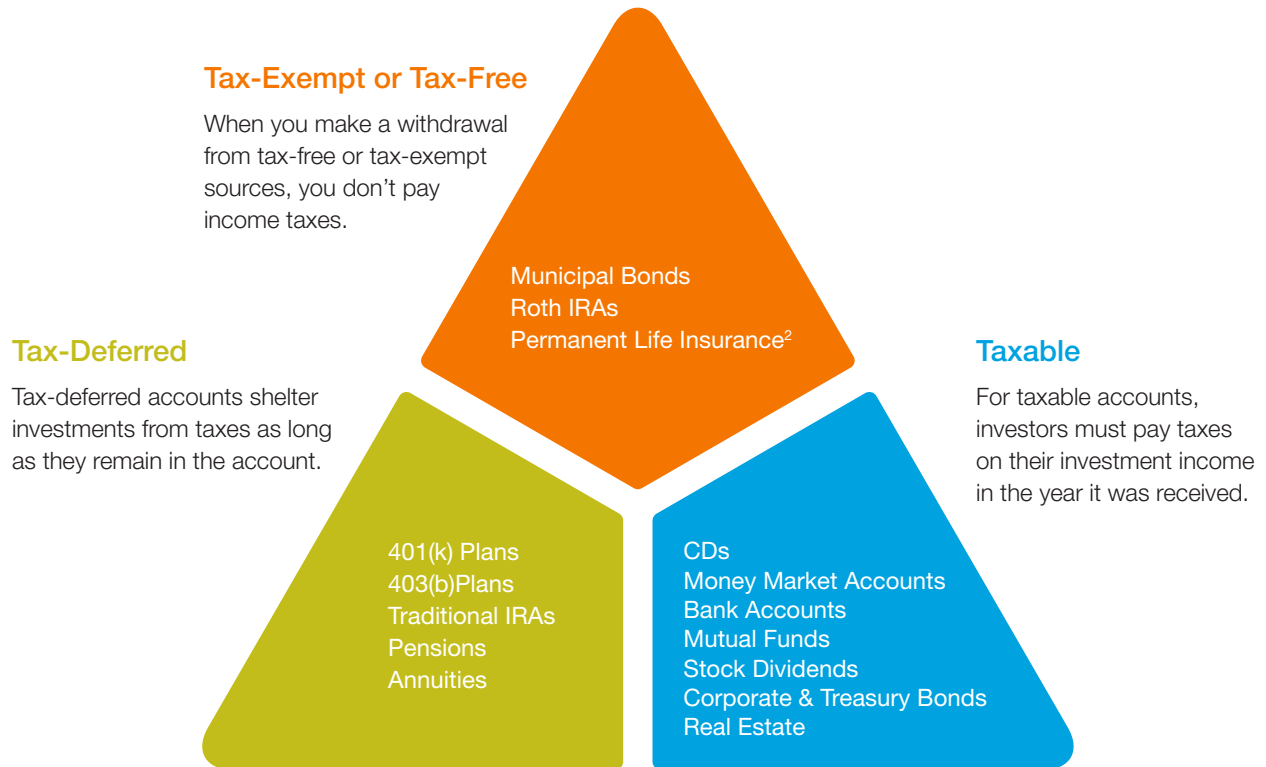 Tax-Exempt or Tax-Free
When you make a withdrawal
from tax-free or tax-exempt
sources, you don’t pay
income taxes.
Municipal Bonds
Roth IRAs
Permanent Life Insurance²
Tax-Deferred
Tax-deferred accounts shelter
investments from taxes as long
as they remain in the account.
401(k) Plans
403(b)Plans
Traditional IRAs
Pensions
Annuities
Taxable
For taxable accounts,
investors must pay taxes
on their investment income
in the year it was received.
CDs
Money Market Accounts
Bank Accounts
Mutual Funds
Stock Dividends
Corporate & Treasury Bonds
Real Estate